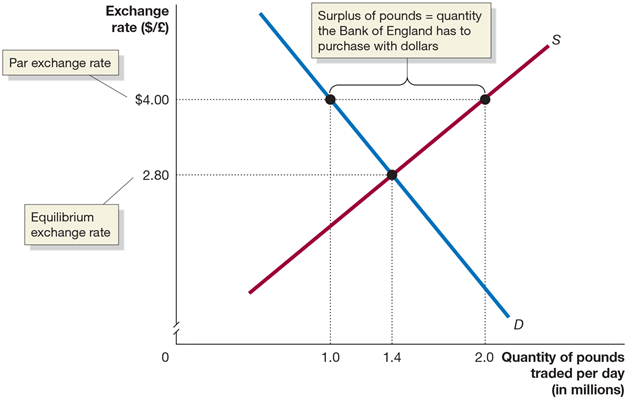 Exchange
rate ($/£)
Surplus of pounds = quantity
the Bank of England has to
purchase with dollars
S
Par exchange rate
$4.00
2.80
Equilibrium
exchange rate
D
0
1.0
1.4
2.0
Quantity of pounds
traded per day
(in millions)